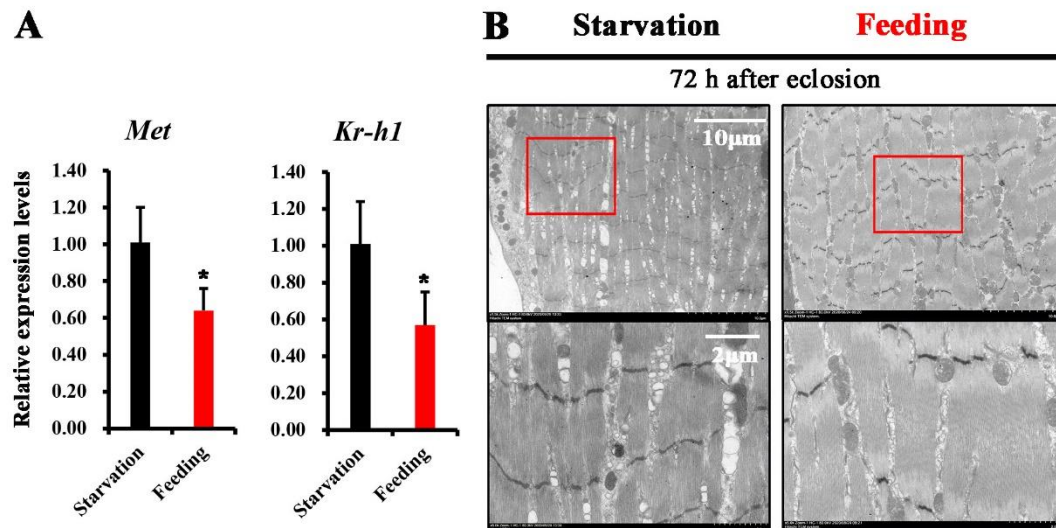 A
Met
Kr-h1
Relative expression levels
1.40
1.20
1.00
0.80
0.60
0.40
0.20
0.00
*
Starvation
Feeding
1.40
1.20
1.00
0.80
0.60
0.40
0.20
0.00
*
Starvation
Feeding
B
Starvation
Feeding
72 h after eclosion
10μm
2μm